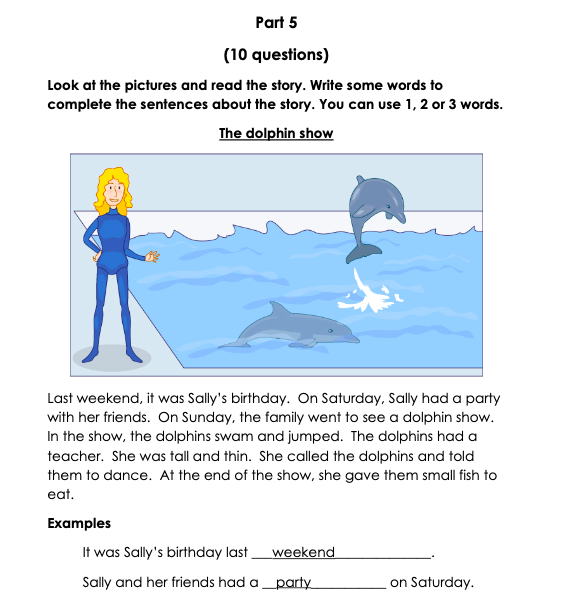 Part 5
(10 questions)
Look at the pictures and read the story. Write some words to
complete the sentences about the story. You can use 1, 2 or 3 words.
The dolphin show
Last weekend, it was Sally’s birthday.  On Saturday, Sally had a party
with her friends.  On Sunday, the family went to see a dolphin show.
In the show, the dolphins swam and jumped.  The dolphins had a
teacher.  She was tall and thin.  She called the dolphins and told
them to dance.  At the end of the show, she gave them small fish to
eat.
Examples
It was Sally’s birthday last ___weekend______________.
Sally and her friends had a __party___________ on Saturday.